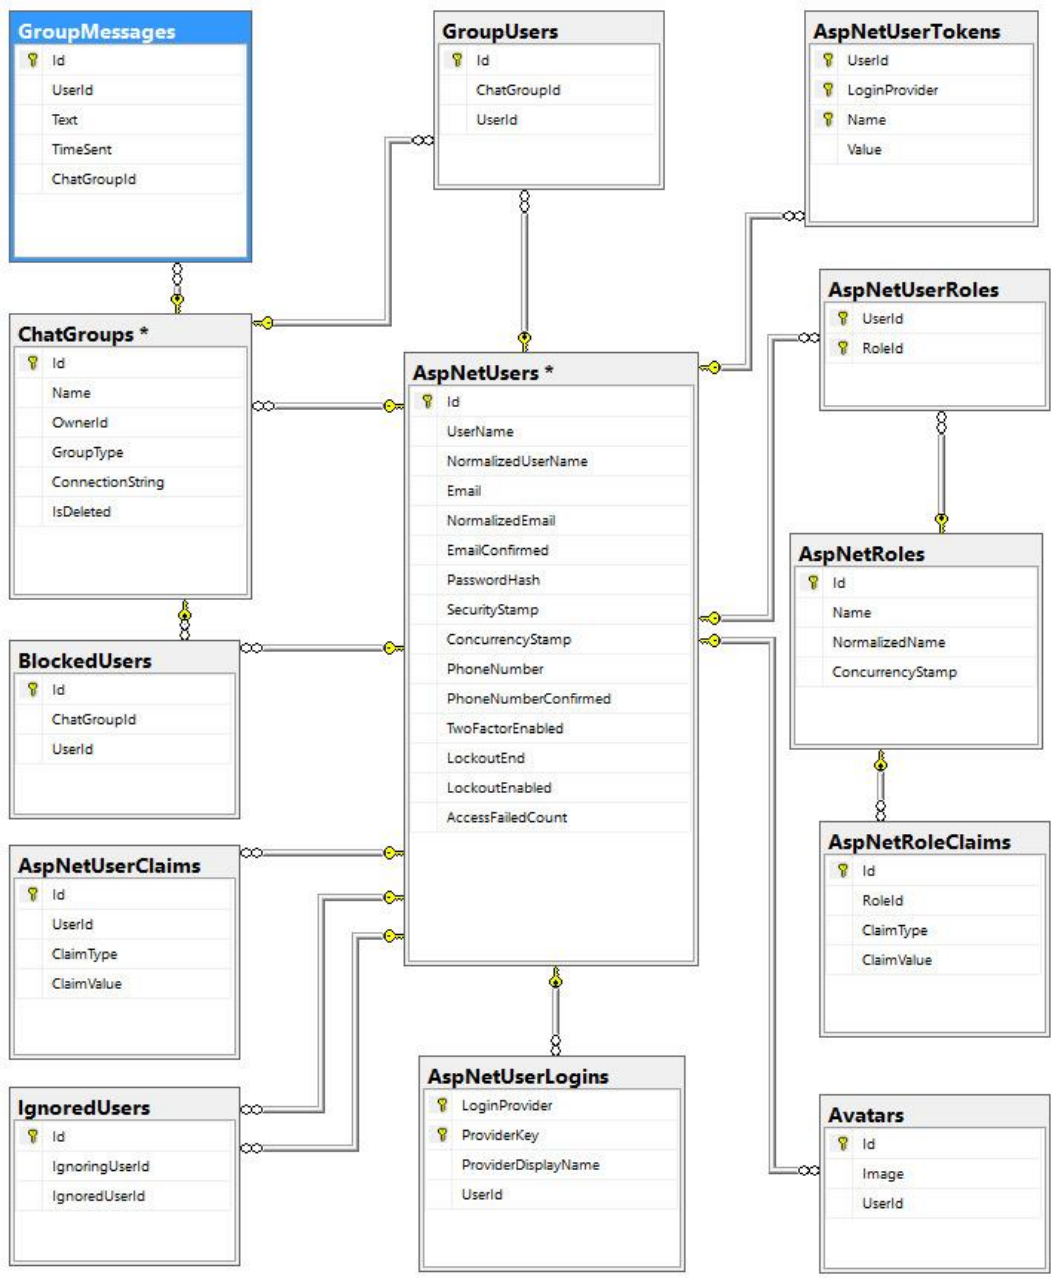 GroupMessages
Id
UserId
Text
TimeSent
ChatGroupId
GroupUsers
Id
ChatGroupId
UserId
AspNetUserTokens
UserId
LoginProvider
Name
Value
AspNetUserRoles
UserId
RoleId
ChatGroups *
Id
Name
OwnerId
GroupType
ConnectionString
IsDeleted
AspNetUsers *
Id
UserName
NormalizedUserName
Email
NormalizedEmail
EmailConfirmed
PasswordHash
SecurityStamp
ConcurrencyStamp
PhoneNumber
PhoneNumberConfirmed
TwoFactorEnabled
LockoutEnd
LockoutEnabled
AccessFailedCount
AspNetRoles
Id
Name
NormalizedName
ConcurrencyStamp
BlockedUsers
Id
ChatGroupId
UserId
AspNetRoleClaims
Id
RoleId
ClaimType
ClaimValue
AspNetUserClaims
Id
UserId
ClaimType
ClaimValue
IgnoredUsers
Id
IgnoringUserId
IgnoredUserId
AspNetUserLogins
LoginProvider
ProviderKey
ProviderDisplayName
UserId
Avatars
Id
Image
UserId